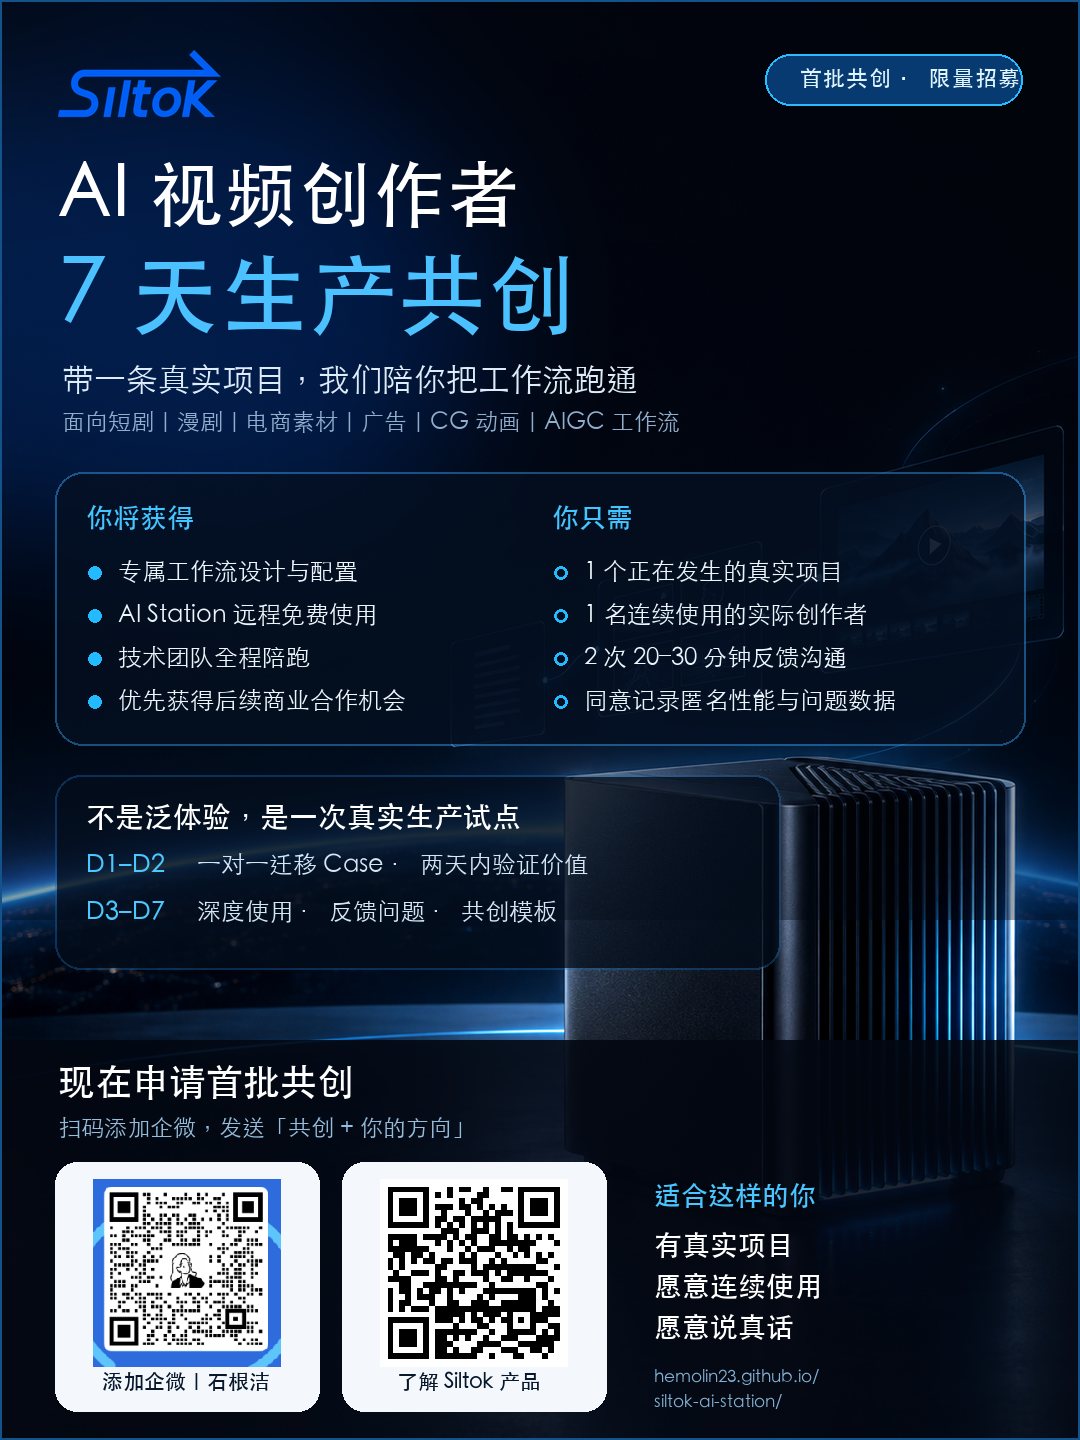 SiltoK
首批共创 · 限量招募
AI 视频创作者
7 天生产共创
带一条真实项目，我们陪你把工作流跑通
面向短剧 | 漫剧 | 电商素材 | 广告 | CG 动画 | AIGC 工作流
你将获得
专属工作流设计与配置
AI Station 远程免费使用
技术团队全程陪跑
优先获得后续商业合作机会
你只需
1 个正在发生的真实项目
1 名连续使用的实际创作者
2 次 20–30 分钟反馈沟通
同意记录匿名性能与问题数据
不是泛体验，是一次真实生产试点
D1–D2 一对一迁移 Case · 两天内验证价值
D3–D7 深度使用 · 反馈问题 · 共创模板
现在申请首批共创
扫码添加企微，发送「共创 + 你的方向」
添加企微 | 石根洁
了解 Siltok 产品
适合这样的你
有真实项目
愿意连续使用
愿意说真话
hemolin23.github.io/
siltok-ai-station/